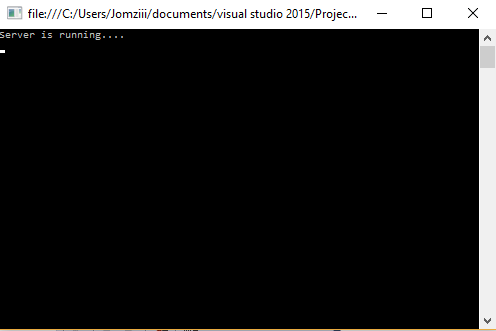 file:///C:/Users/Jomziii/documents/visual studio 2015/Projec...
Server is running....